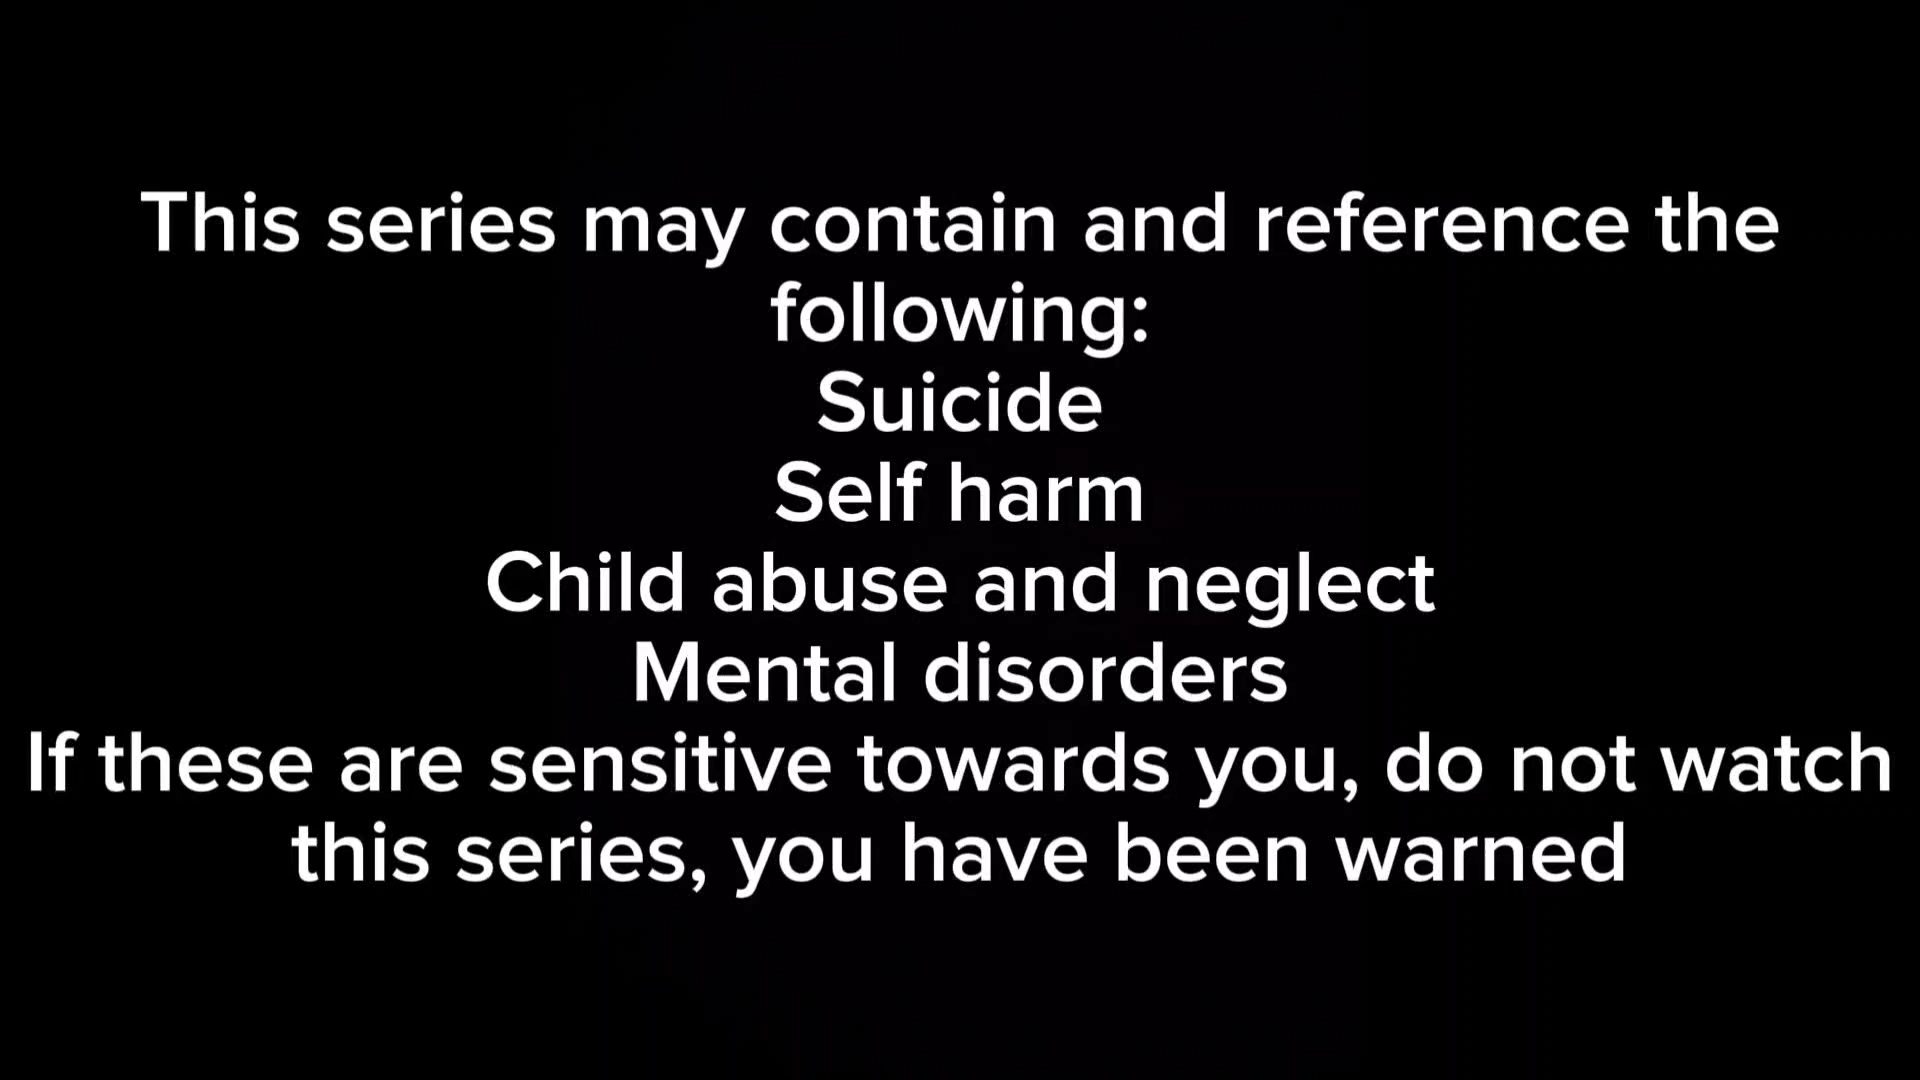 This series may contain and reference the
following:
Suicide
Self harm
Child abuse and neglect
Mental disorders
If these are sensitive towards you, do not watch
this series, you have been warned